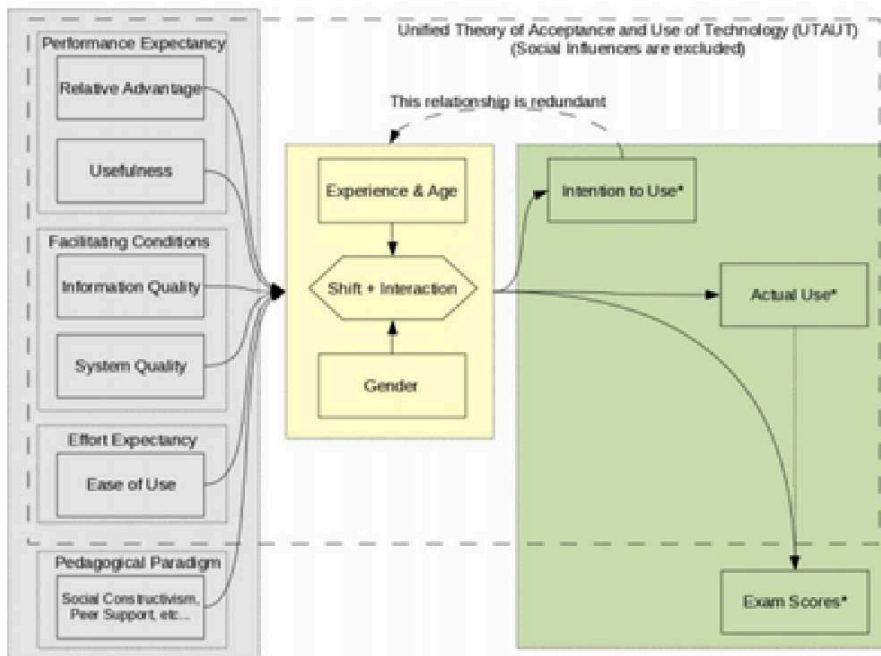 Unified Theory of Acceptance and Use of Technology (UTAUT)
(Social Influences are excluded)
Performance Expectancy
Relative Advantage
Usefulness
Facilitating Conditions
Information Quality
System Quality
Effort Expectancy
Ease of Use
Pedagogical Paradigm
Social Constructivism,
Peer Support, etc...
This relationship is redundant
Experience & Age
Shift + Interaction
Gender
Intention to Use*
Actual Use*
Exam Scores*